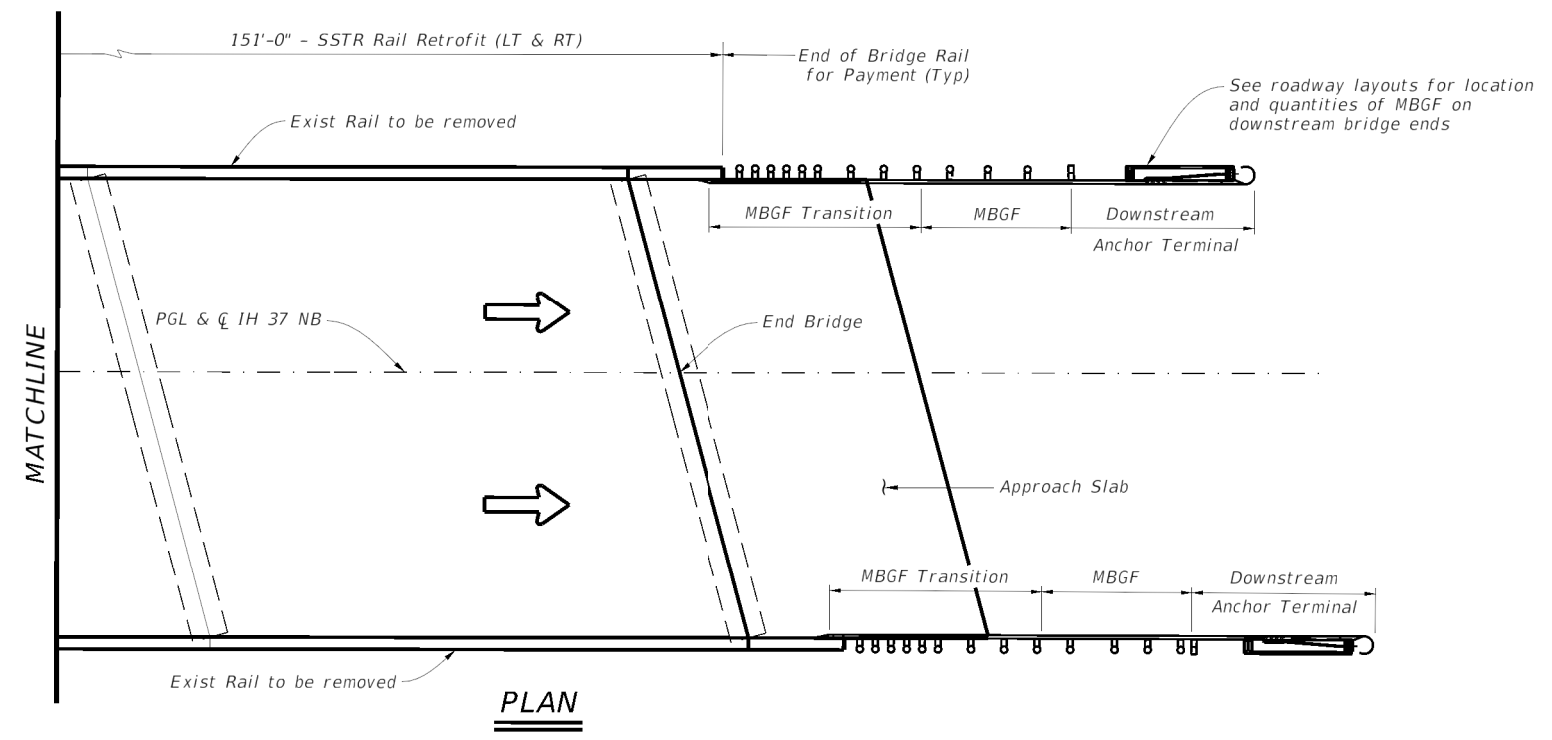 151'-0" - SSTR Rail Retrofit (LT & RT)
End of Bridge Rail
for Payment (Typ)
See roadway layouts for location
and quantities of MBGF on
downstream bridge ends
Exist Rail to be removed
MBGF Transition
MBGF
Downstream
Anchor Terminal
PGL & ℄ IH 37 NB
End Bridge
MATCHLINE
Approach Slab
MBGF Transition
MBGF
Downstream
Anchor Terminal
Exist Rail to be removed
PLAN